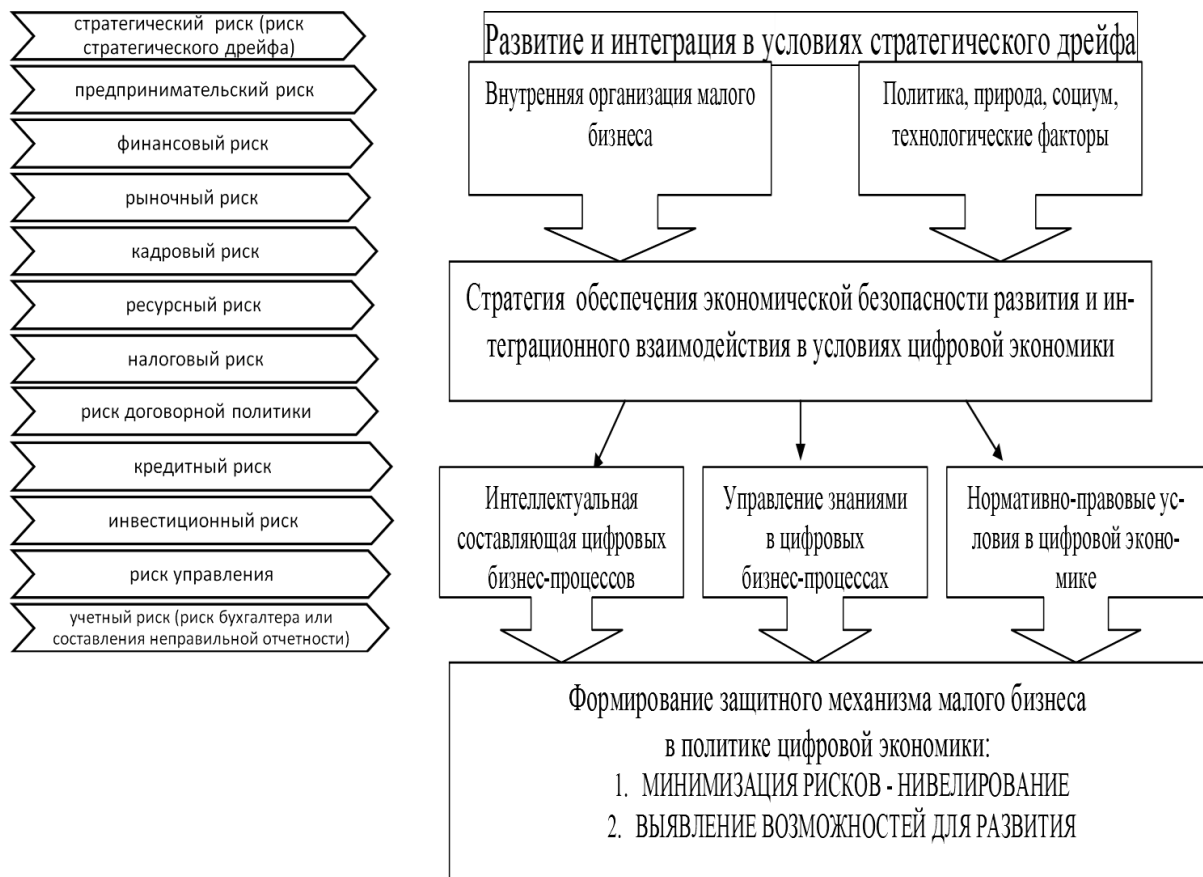 стратегический риск (риск
стратегического дрейфа)
предпринимательский риск
финансовый риск
рыночный риск
кадровый риск
ресурсный риск
налоговый риск
риск договорной политики
кредитный риск
инвестиционный риск
риск управления
учетный риск (риск бухгалтера или
составления неправильной отчетности)
Развитие и интеграция в условиях стратегического дрейфа
Внутренняя организация малого
бизнеса
Политика, природа, социум,
технологические факторы
Стратегия обеспечения экономической безопасности развития и ин-
теграционного взаимодействия в условиях цифровой экономики
Интеллектуальная
составляющая цифровых
бизнес-процессов
Управление знаниями
в цифровых
бизнес-процессах
Нормативно-правовые ус-
ловия в цифровой эконо-
мике
Формирование защитного механизма малого бизнеса
в политике цифровой экономики:
1. МИНИМИЗАЦИЯ РИСКОВ - НИВЕЛИРОВАНИЕ
2. ВЫЯВЛЕНИЕ ВОЗМОЖНОСТЕЙ ДЛЯ РАЗВИТИЯ